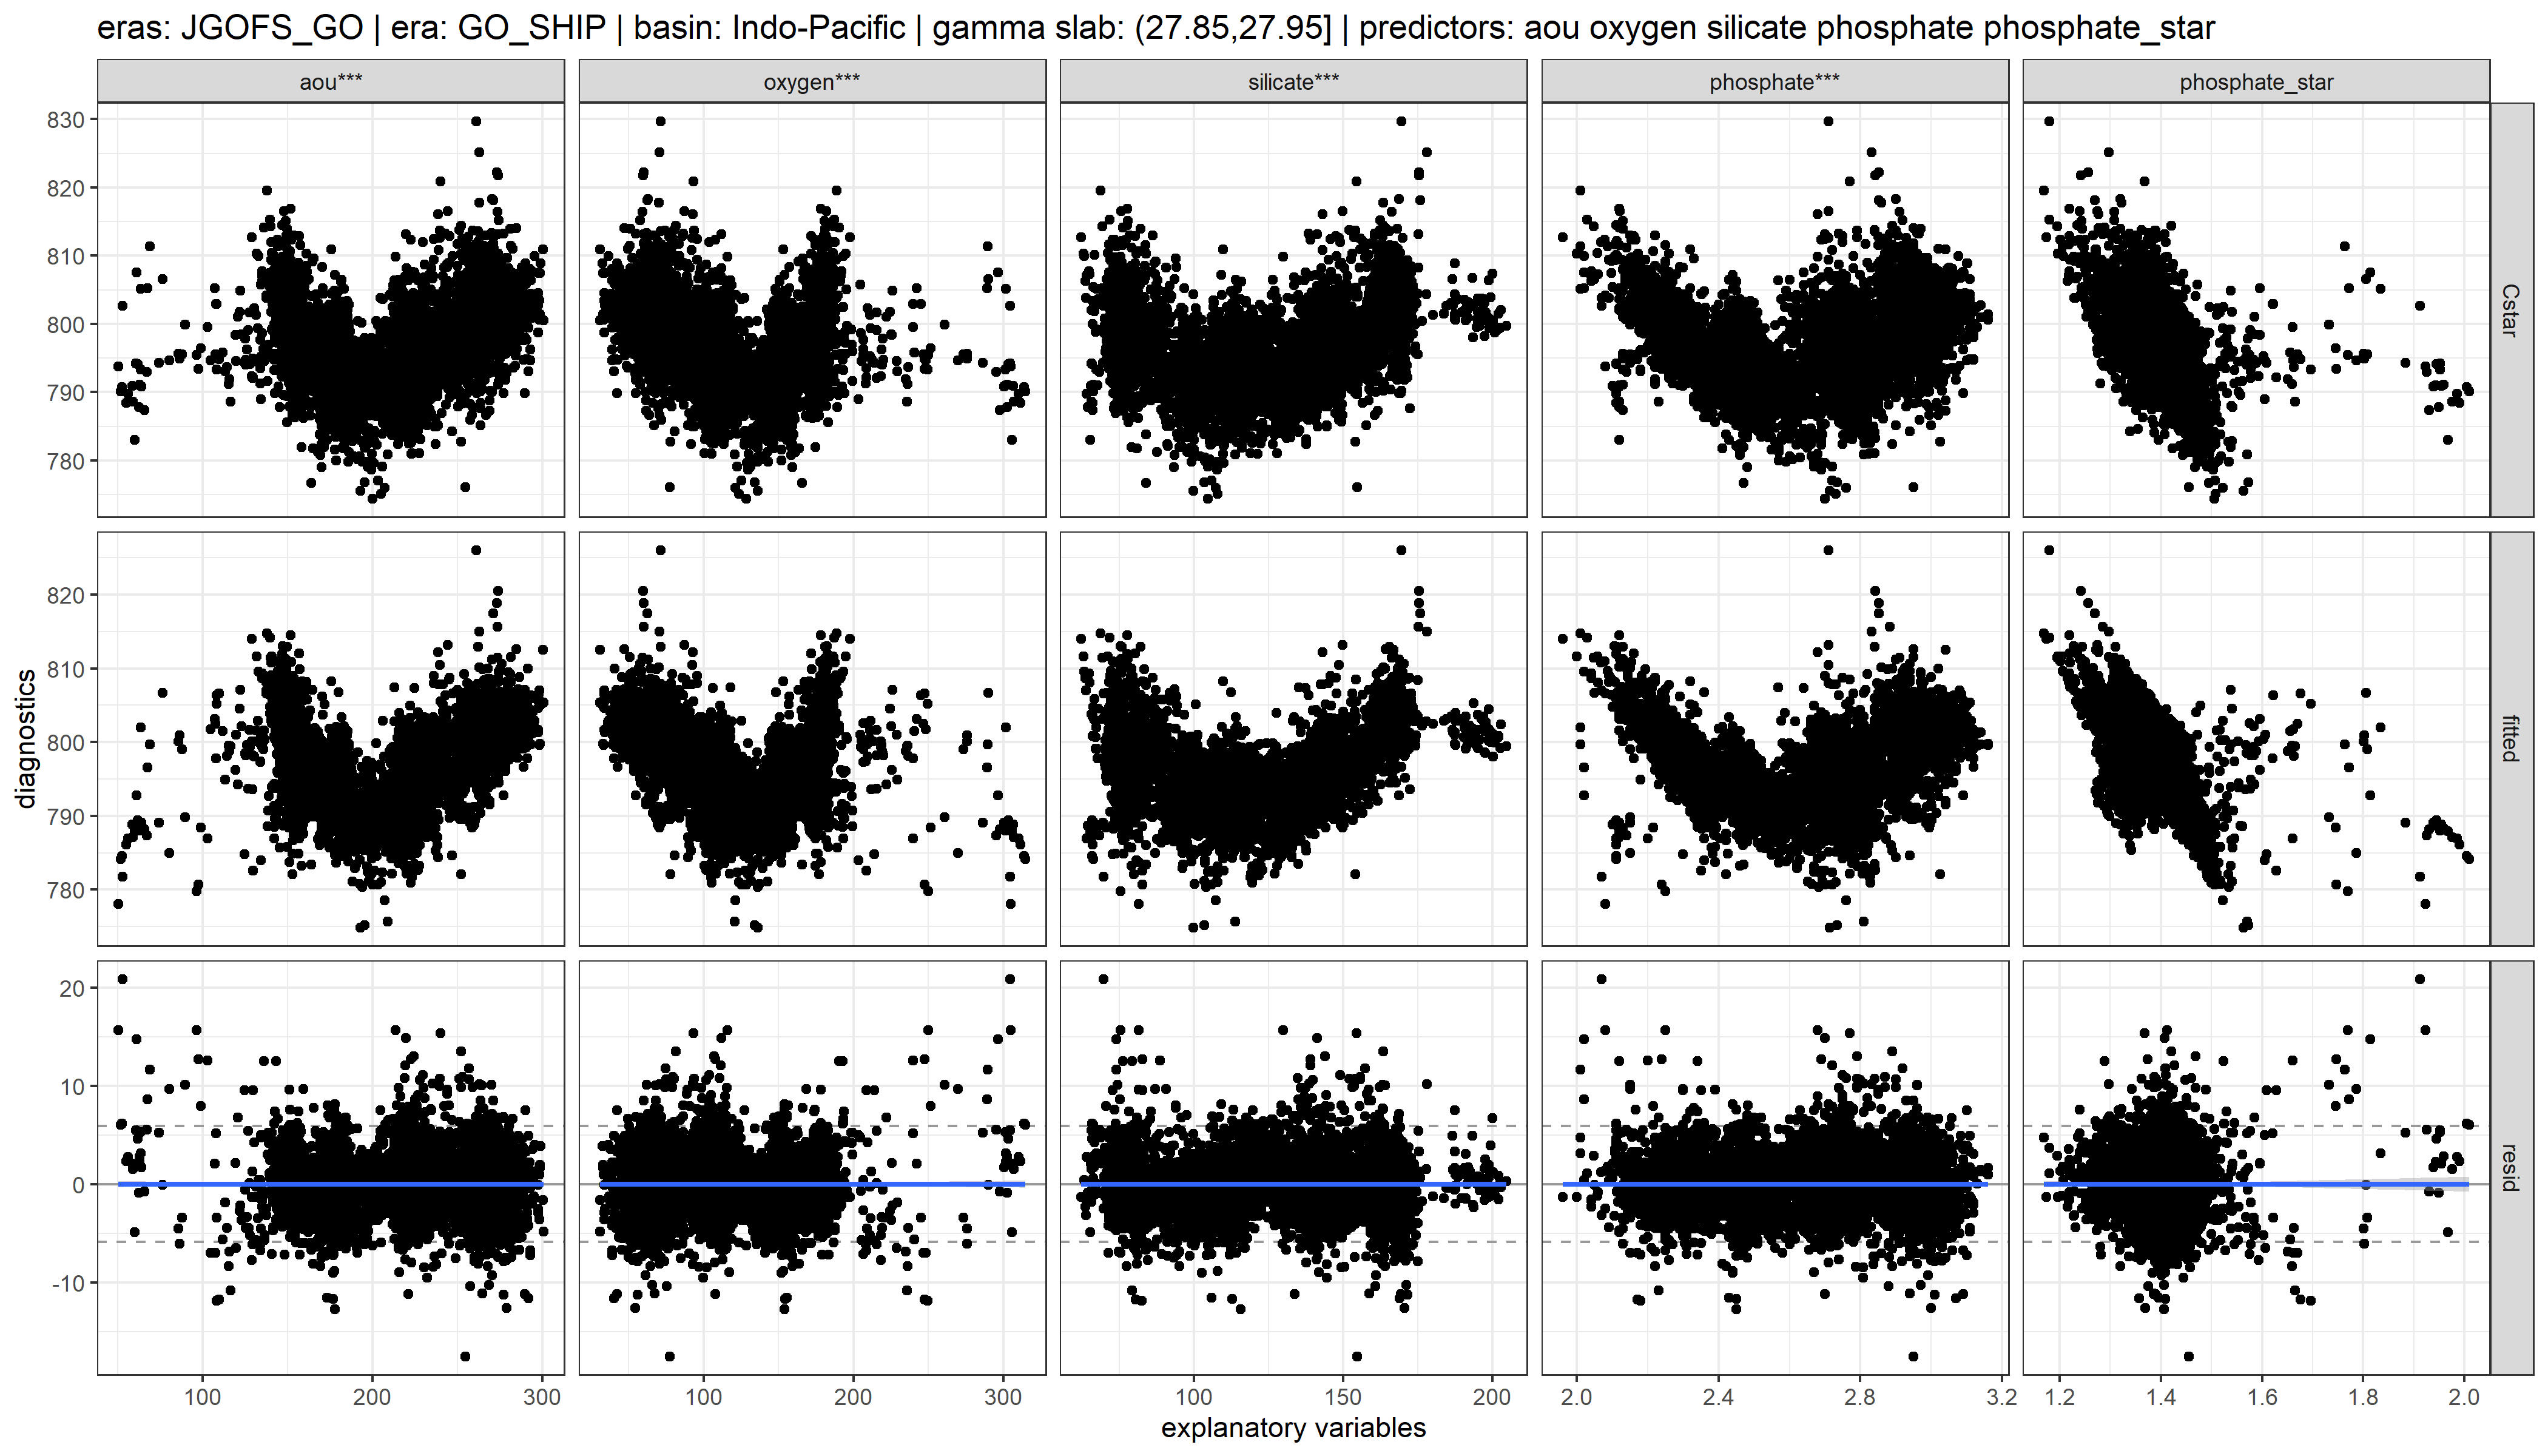 eras: JGOFS_GO | era: GO_SHIP | basin: Indo-Pacific | gamma slab: (27.85,27.95] | predictors: aou oxygen silicate phosphate phosphate_star
aou*** oxygen*** silicate*** phosphate*** phosphate_star
830
820
810
800
790
780
Cstar
820
810
800
790
780
fitted
diagnostics
20
10
0
-10
resid
100 200 300 100 200 300 100 150 200 2.0 2.4 2.8 3.2 1.2 1.4 1.6 1.8 2.0
explanatory variables